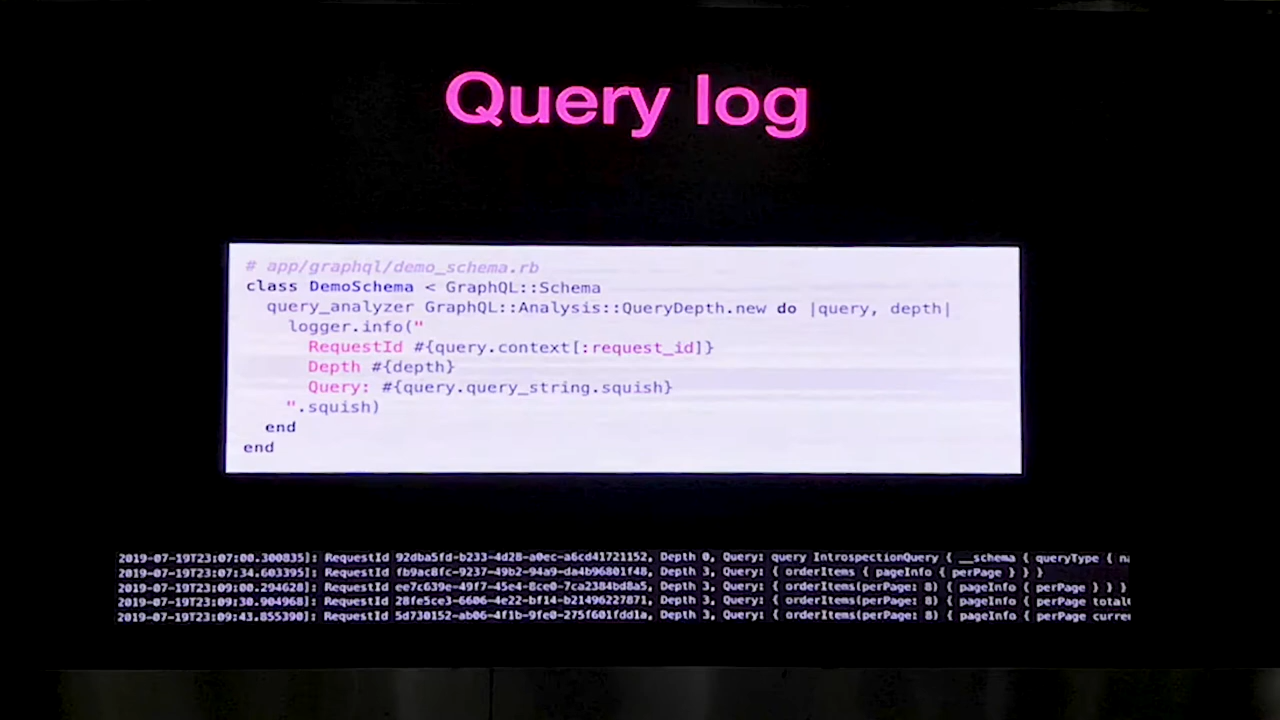 Query log
# app/graphql/demo_schema.rb
class DemoSchema < GraphQL::Schema
query_analyzer GraphQL::Analysis::QueryDepth.new do |query, depth|
logger.info("
RequestId #{query.context[:request_id]}
Depth #{depth}
Query: #{query.query_string.squish}
".squish)
end
end
2019-07-19T23:07:00.300835]: RequestId 92dba5fd-b233-4d28-a0ec-a6cd41721152, Depth 0, Query: query IntrospectionQuery { __schema { queryType { na
2019-07-19T23:07:34.603395]: RequestId fb9ac8fc-9237-49b2-94a9-da4b96801f48, Depth 3, Query: { orderItems { pageInfo { perPage } } }
2019-07-19T23:09:00.294628]: RequestId ee7c639e-49f7-45e4-8ce0-7ca2384bd8a5, Depth 3, Query: { orderItems(perPage: 8) { pageInfo { perPage } } }
2019-07-19T23:09:30.904968]: RequestId 28fe5ce3-6606-4e22-bf14-b21496227871, Depth 3, Query: { orderItems(perPage: 8) { pageInfo { perPage total
2019-07-19T23:09:43.855390]: RequestId 5d730152-ab06-4f1b-9fe0-275f601fdd1a, Depth 3, Query: { orderItems(perPage: 8) { pageInfo { perPage curre